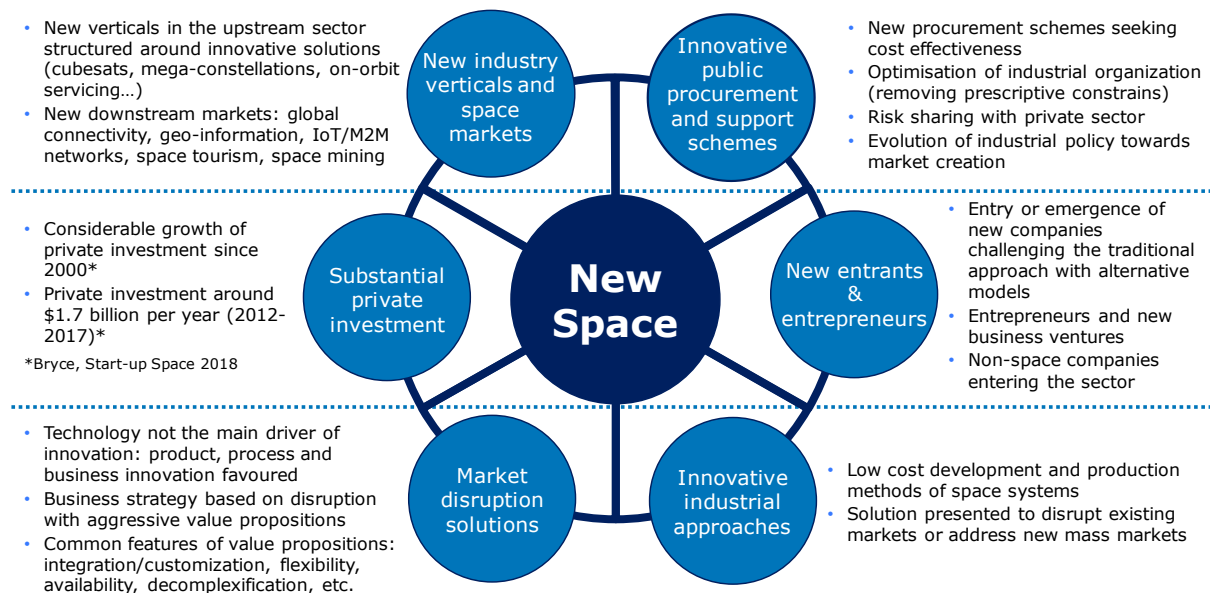 • New verticals in the upstream sector
structured around innovative solutions
(cubesats, mega-constellations, on-orbit
servicing…)
• New downstream markets: global
connectivity, geo-information, IoT/M2M
networks, space tourism, space mining
New industry
verticals and
space
markets
Innovative
public
procurement
and support
schemes
• New procurement schemes seeking
cost effectiveness
• Optimisation of industrial organization
(removing prescriptive constrains)
• Risk sharing with private sector
• Evolution of industrial policy towards
market creation
• Considerable growth of
private investment since
2000*
• Private investment around
$1.7 billion per year (2012-
2017)*
*Bryce, Start-up Space 2018
Substantial
private
investment
New
Space
New entrants
&
entrepreneurs
• Entry or emergence of
new companies
challenging the traditional
approach with alternative
models
• Entrepreneurs and new
business ventures
• Non-space companies
entering the sector
• Technology not the main driver of
innovation: product, process and
business innovation favoured
• Business strategy based on disruption
with aggressive value propositions
• Common features of value propositions:
integration/customization, flexibility,
availability, decomplexification, etc.
Market
disruption
solutions
Innovative
industrial
approaches
• Low cost development and production
methods of space systems
• Solution presented to disrupt existing
markets or address new mass markets